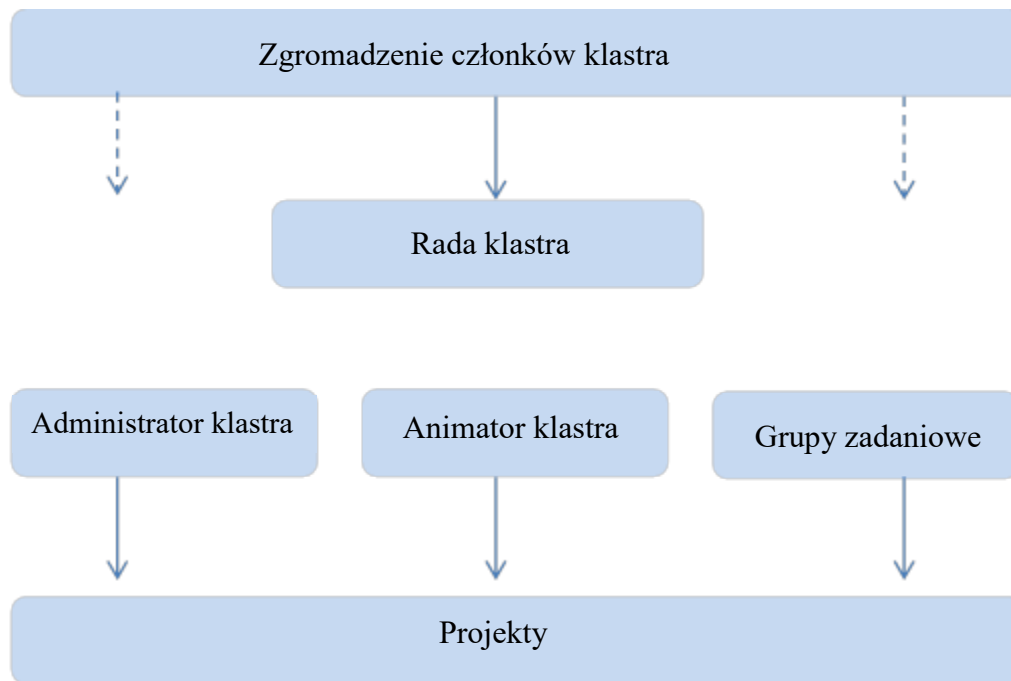 Zgromadzenie członków klastra
Rada klastra
Administrator klastra
Animator klastra
Grupy zadaniowe
Projekty